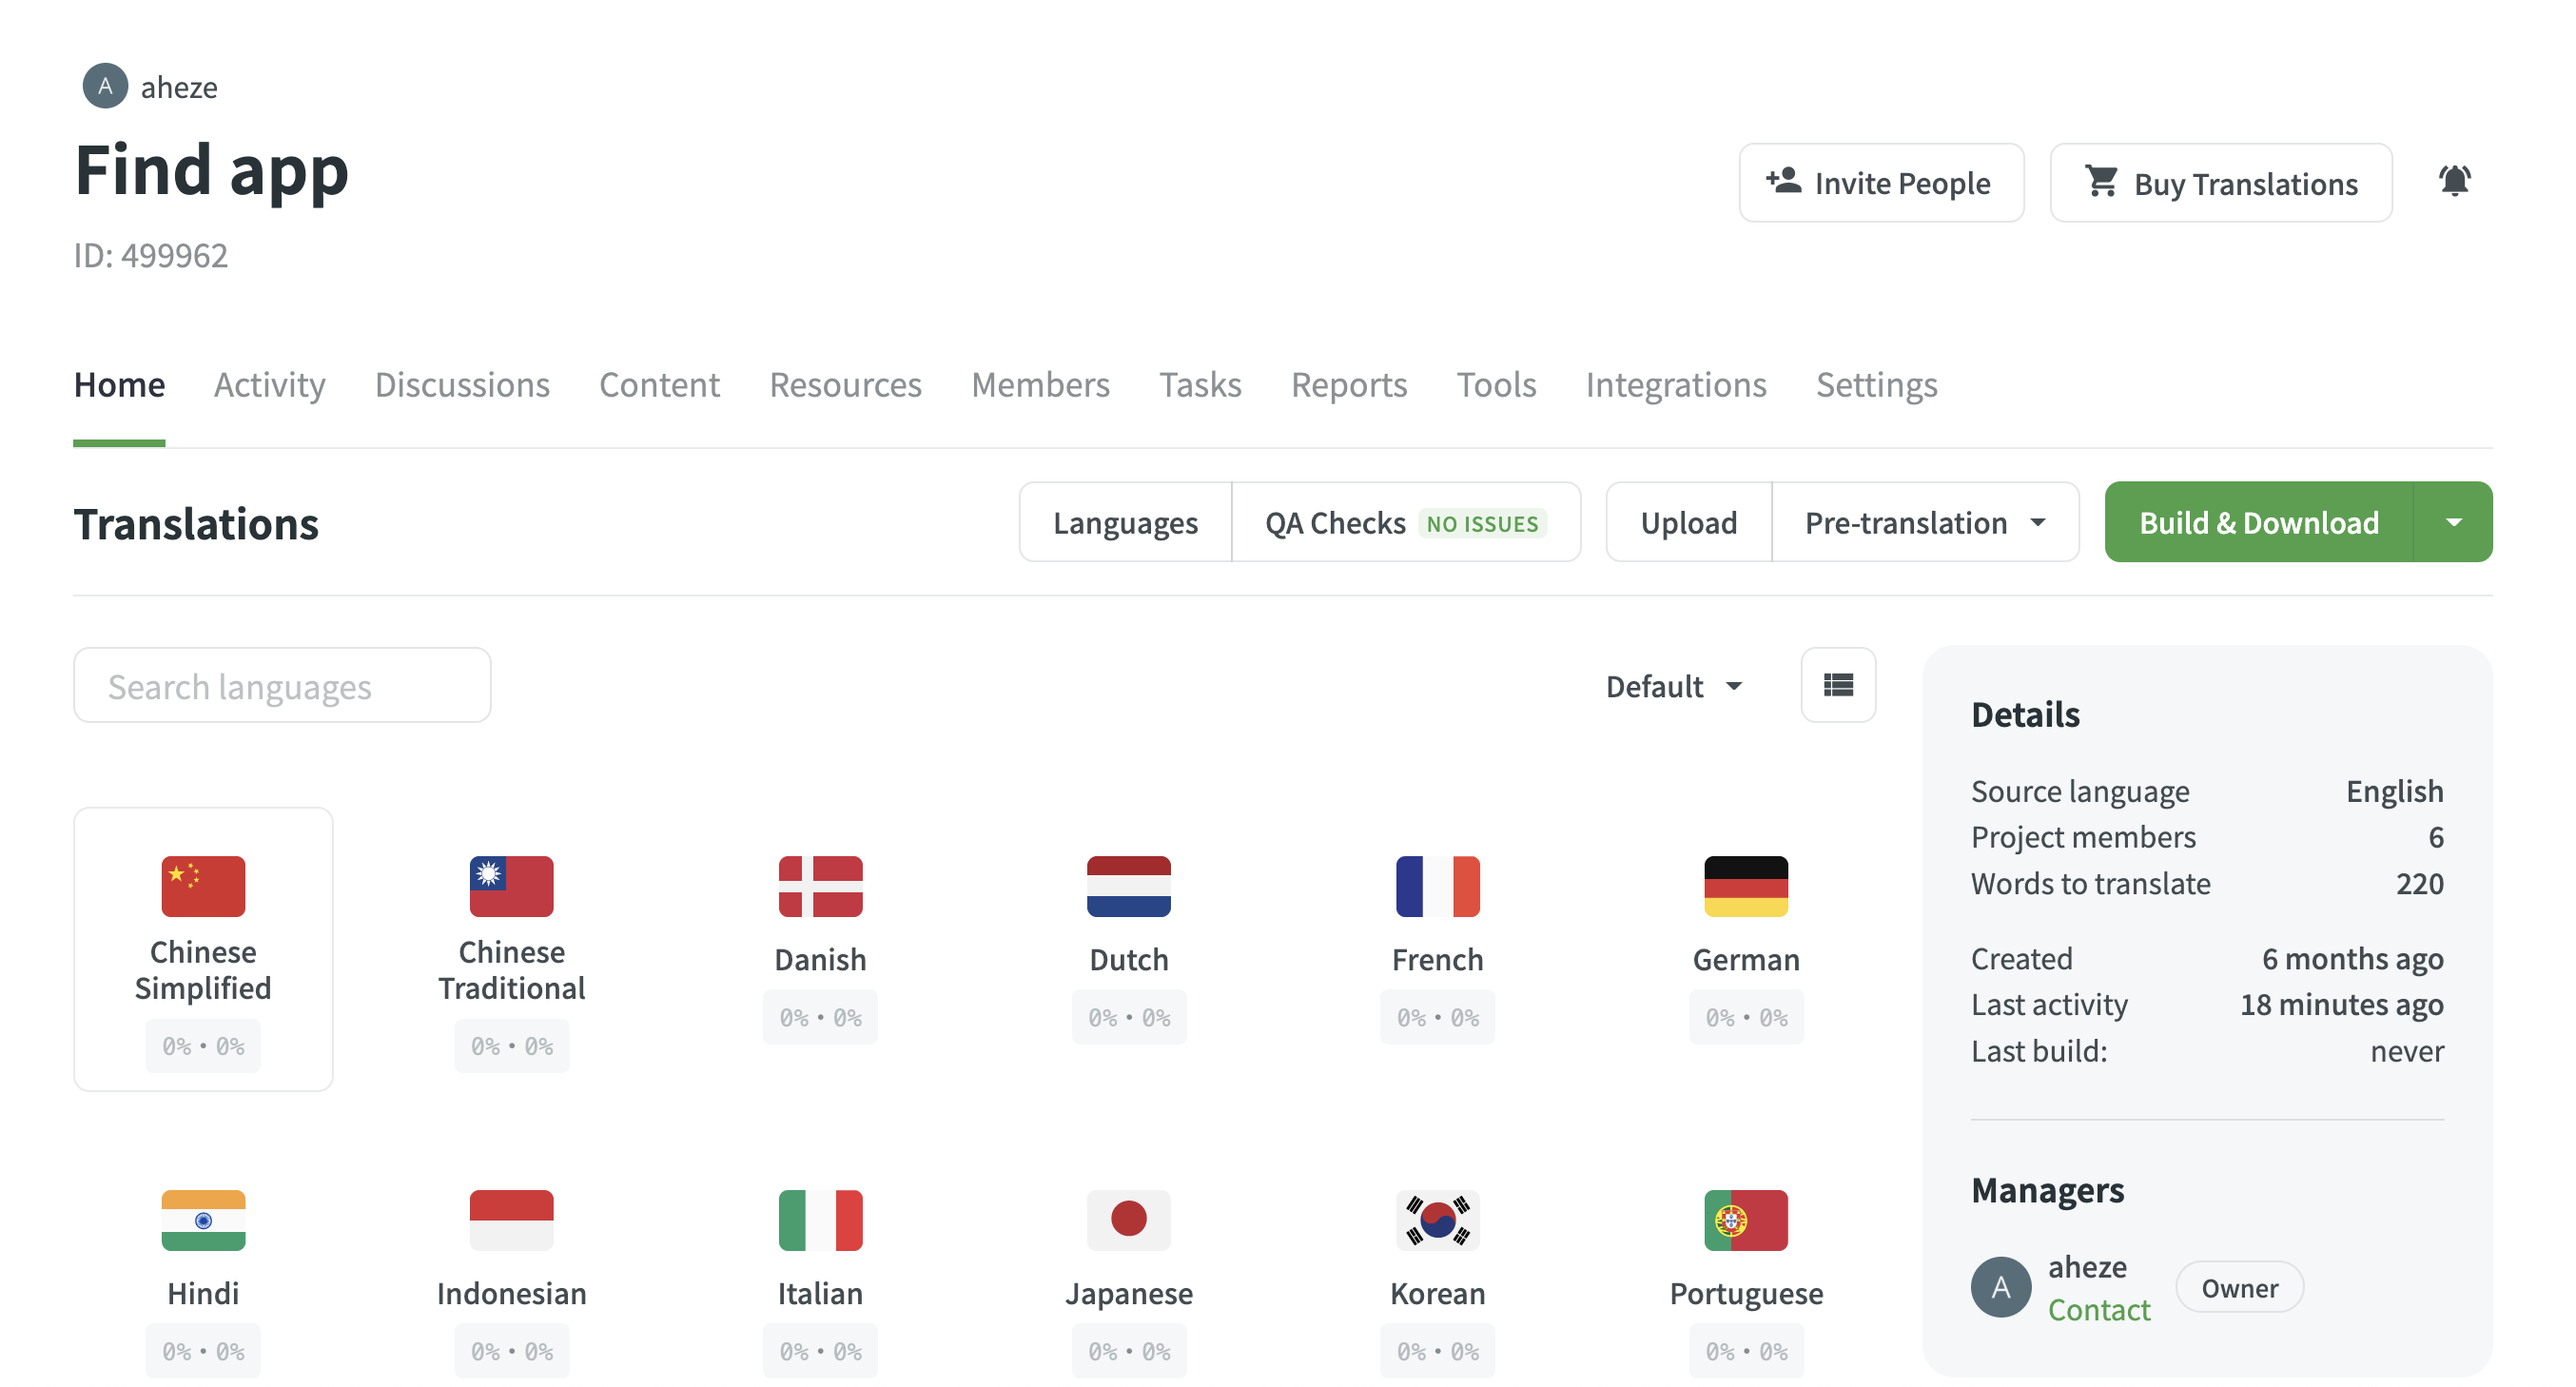 A aheze
Find app
ID: 499962
Invite People
Buy Translations
Home Activity Discussions Content Resources Members Tasks Reports Tools Integrations Settings
Translations
Languages QA Checks NO ISSUES Upload Pre-translation Build & Download
Search languages
Default
Chinese
Simplified
0% • 0%
Chinese
Traditional
0% • 0%
Danish
0% • 0%
Dutch
0% • 0%
French
0% • 0%
German
0% • 0%
Hindi
0% • 0%
Indonesian
0% • 0%
Italian
0% • 0%
Japanese
0% • 0%
Korean
0% • 0%
Portuguese
0% • 0%
Details
Source language English
Project members 6
Words to translate 220
Created 6 months ago
Last activity 18 minutes ago
Last build: never
Managers
A aheze Owner
Contact